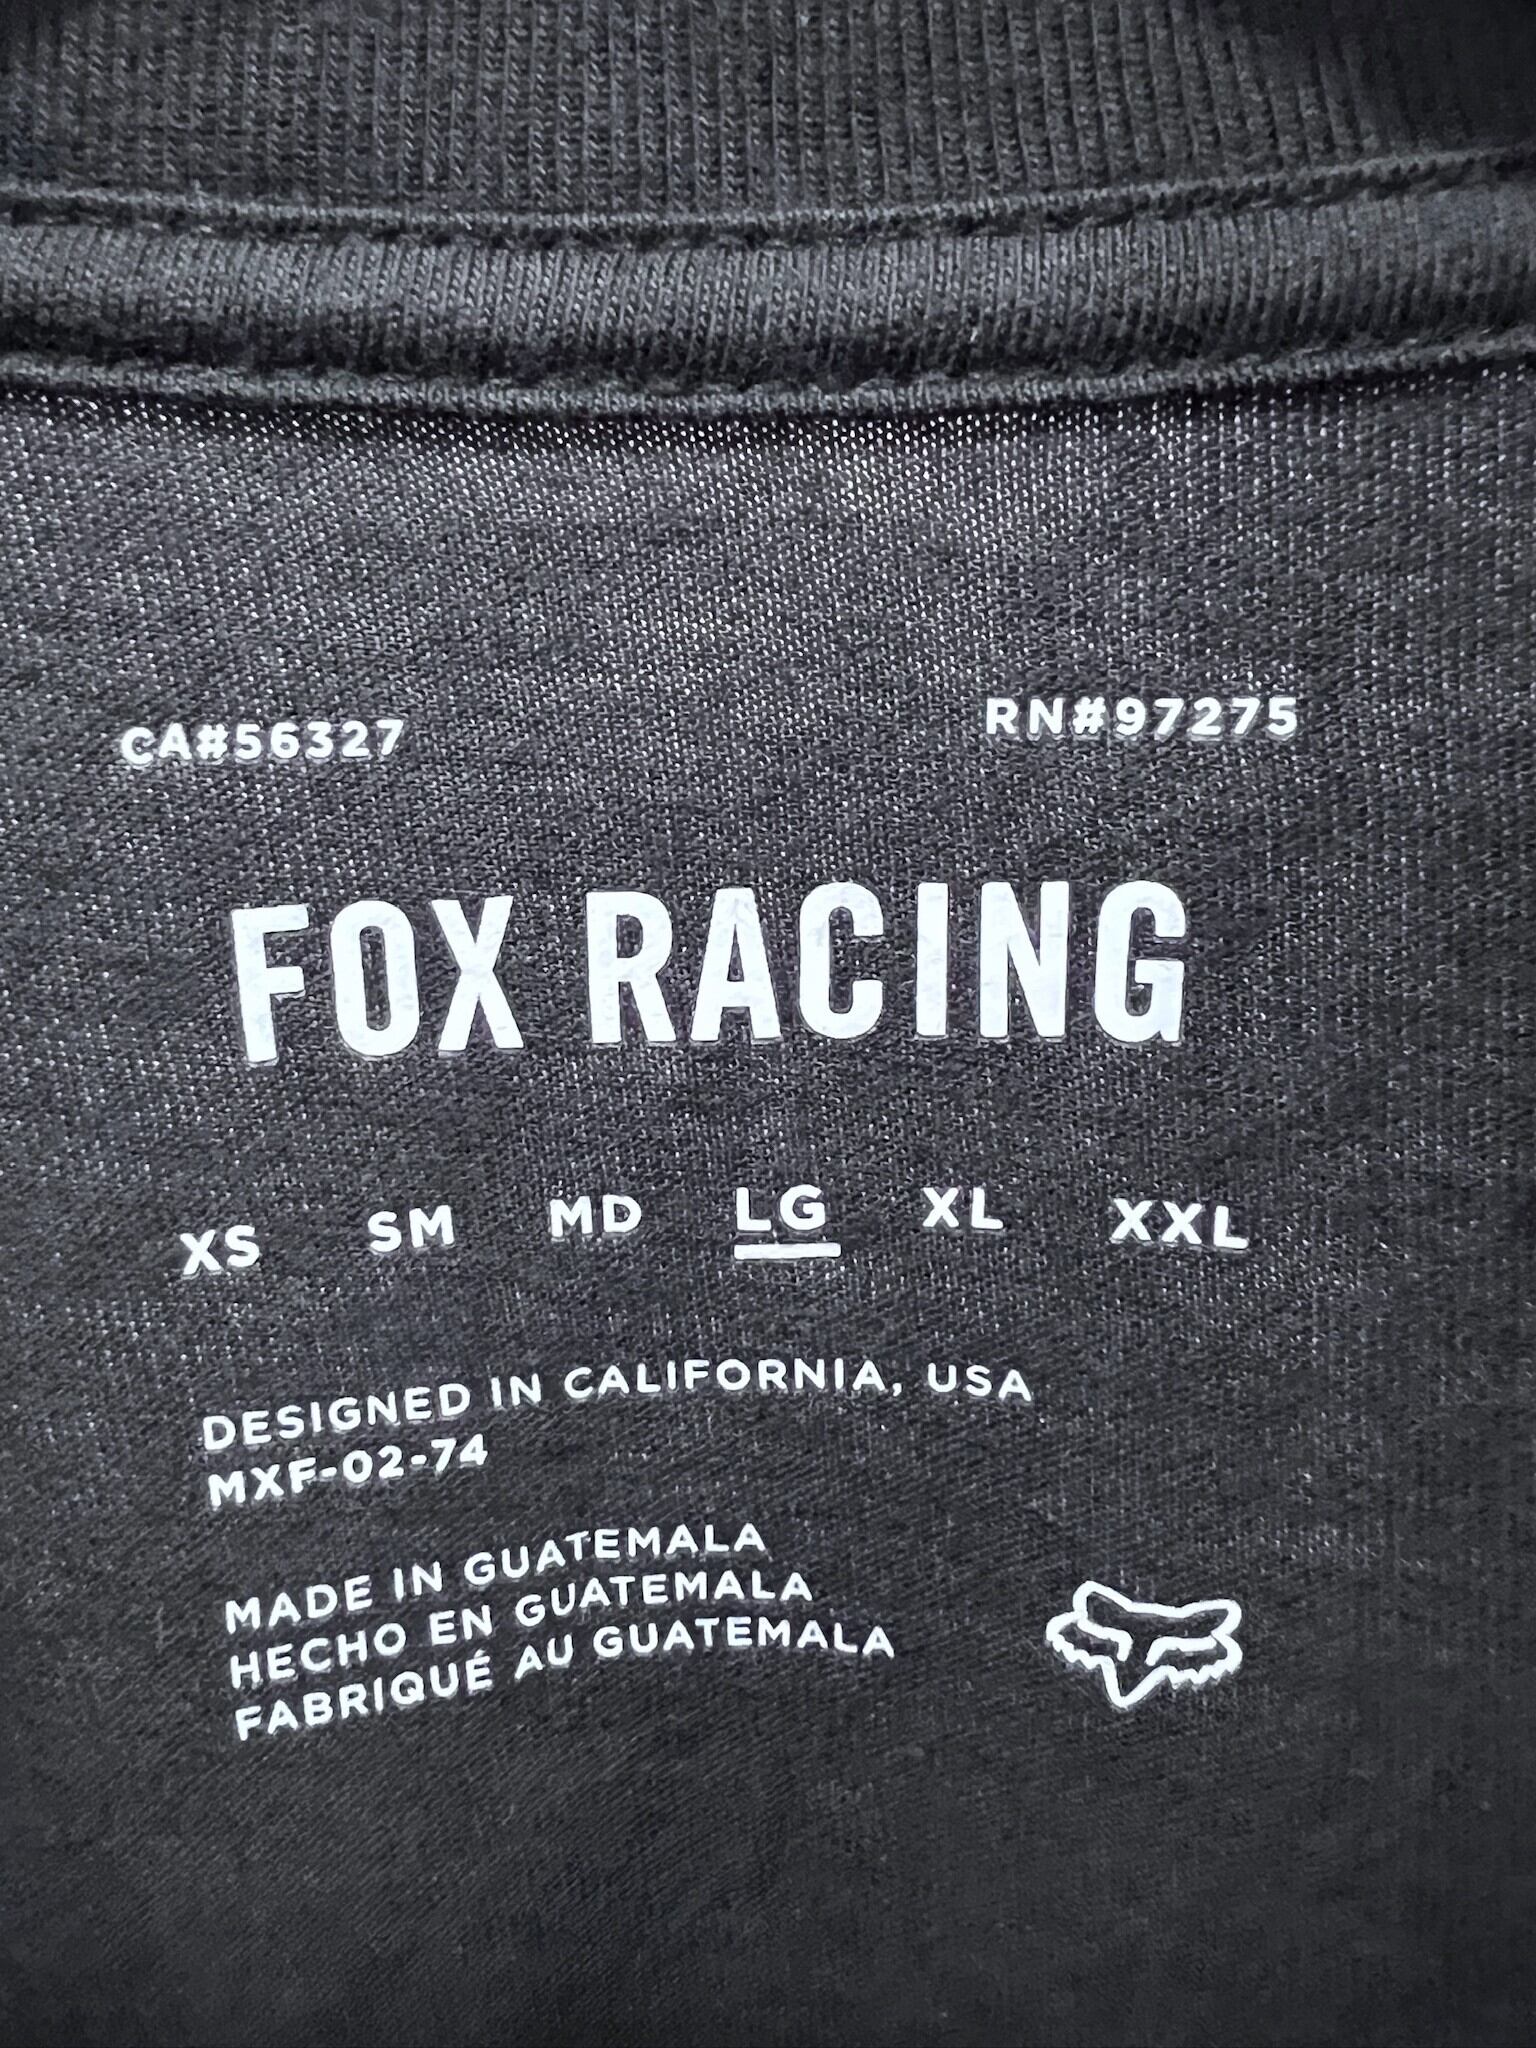 CA#56327 RN#97275
FOX RACING
XS SM MD LG XL XXL
DESIGNED IN CALIFORNIA, USA
MXF-02-74
MADE IN GUATEMALA
HECHO EN GUATEMALA
FABRIQUÉ AU GUATEMALA